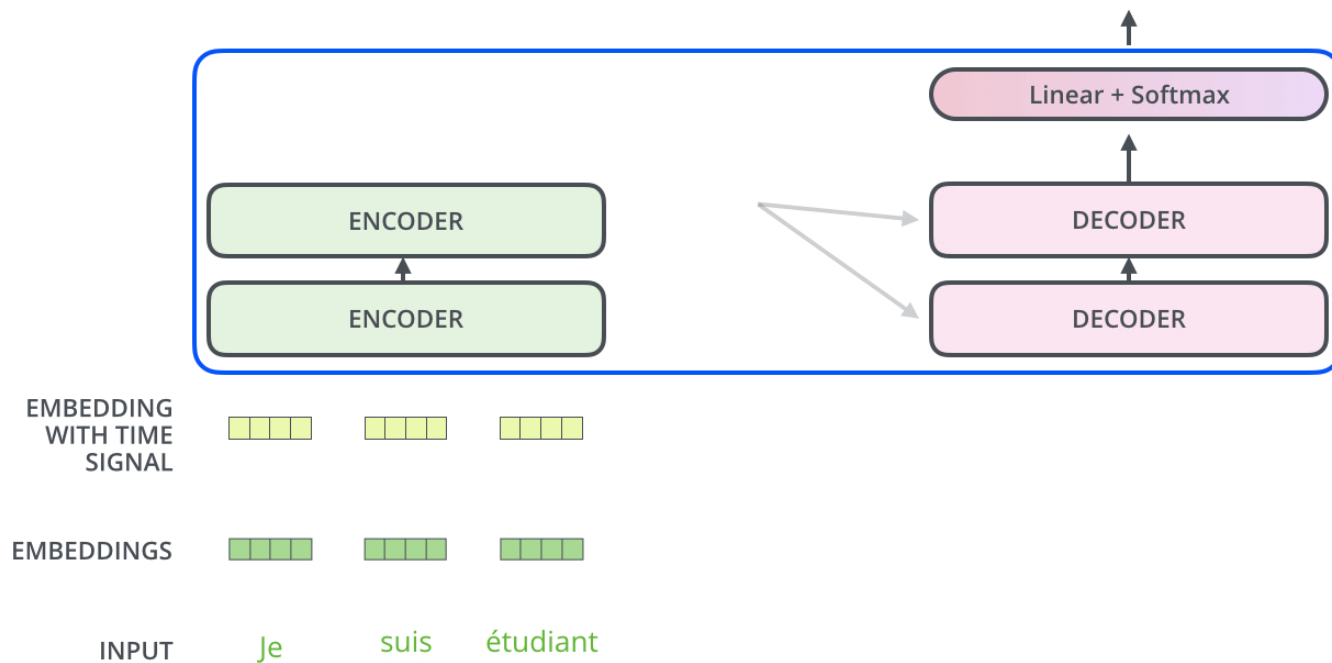 Linear + Softmax
ENCODER
DECODER
ENCODER
DECODER
EMBEDDING
WITH TIME
SIGNAL
EMBEDDINGS
INPUT
Je
suis
étudiant